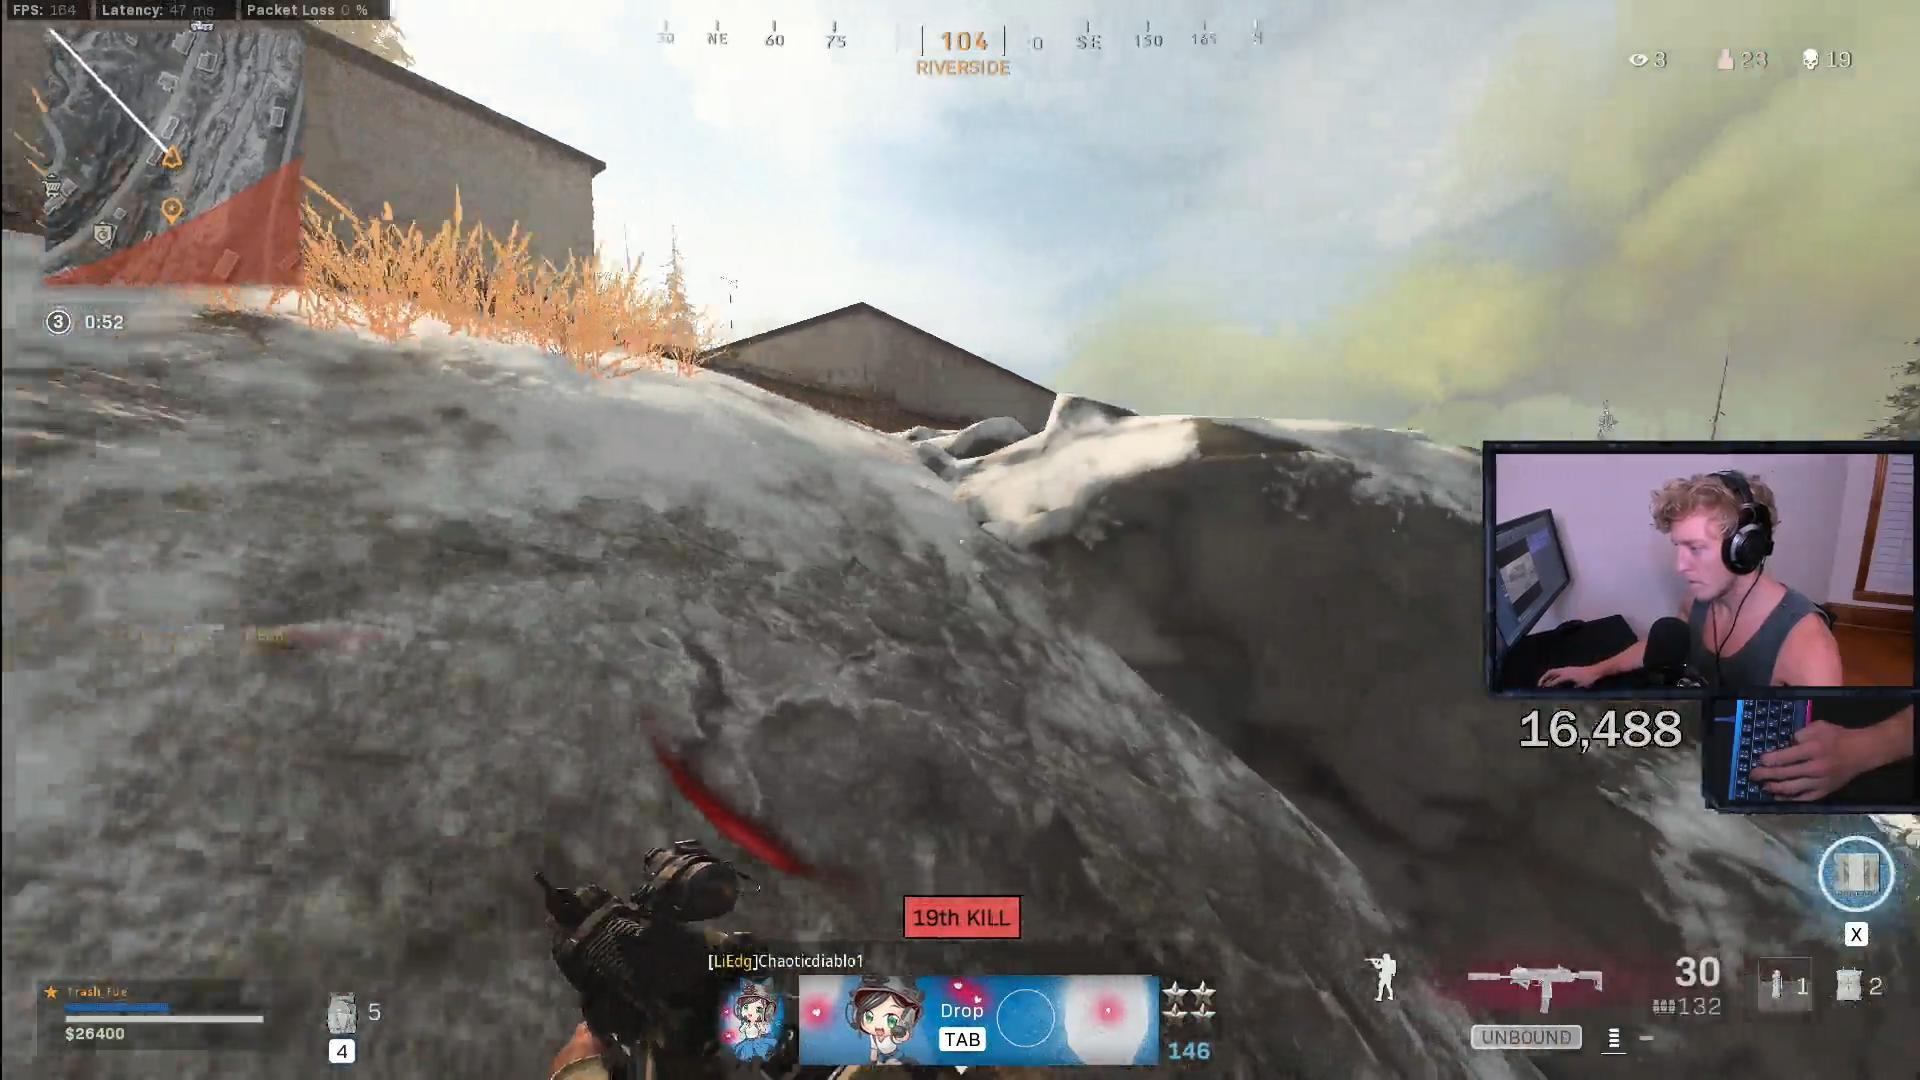 FPS: 164 Latency: 47 ms Packet Loss 0 %
30 NE 60 75 104 0 SE 150 165
RIVERSIDE
3 23 19
3 0:52
16,488
19th KILL
[LiEdg]Chaoticdiablo1
Drop
TAB
146
X
30
132
1
2
UNBOUND
Trash_Fue
$26400
5
4